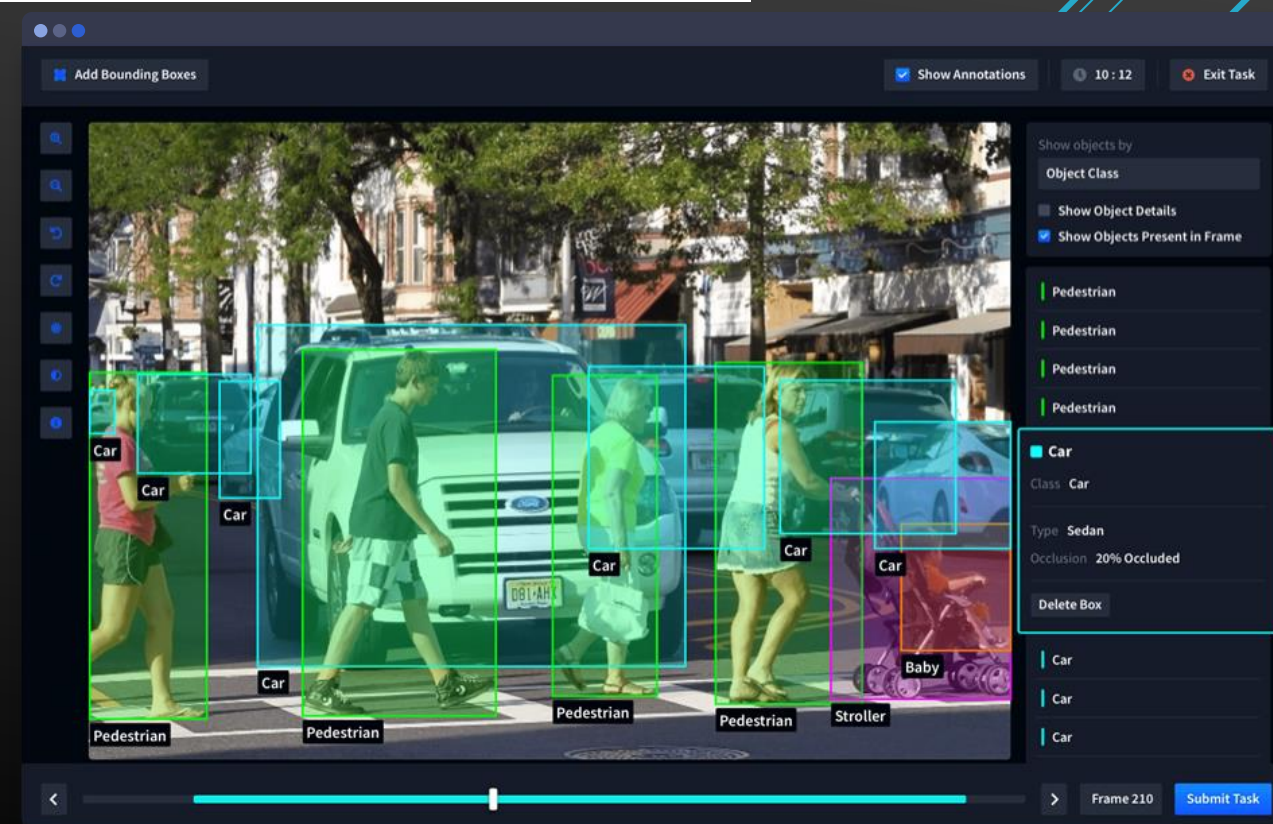 Add Bounding Boxes
Show Annotations
10 : 12
Exit Task
Show objects by
Object Class
Show Object Details
Show Objects Present in Frame
Pedestrian
Pedestrian
Pedestrian
Pedestrian
Car
Class Car
Type Sedan
Occlusion 20% Occluded
Delete Box
Car
Car
Car
Car
Car
Car
Car
Car
Car
Car
Ford
Baby
Stroller
Pedestrian
Pedestrian
Pedestrian
Pedestrian
Frame 210
Submit Task